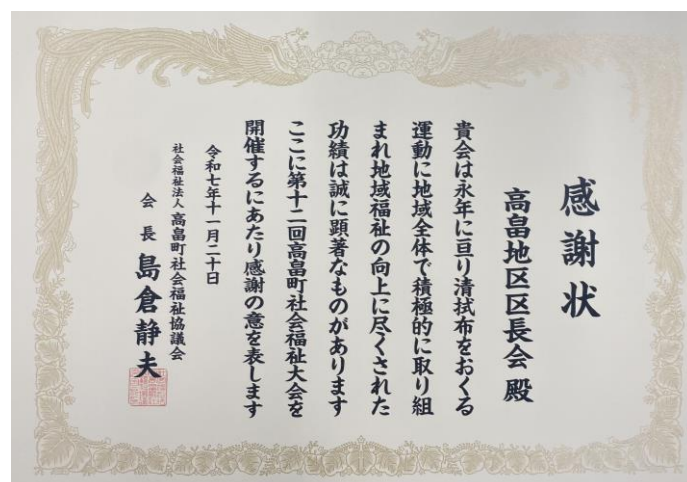 感謝状
高畠地区区長会 殿
貴会は永年に亘り清拭布をおくる
運動に地域全体で積極的に取り組
まれ地域福祉の向上に尽くされた
功績は誠に顕著なものがあります
ここに第十二回高畠町社会福祉大会を
開催するにあたり感謝の意を表します
令和七年十一月二十日
社会福祉法人 高畠町社会福祉協議会
会長 島倉静夫